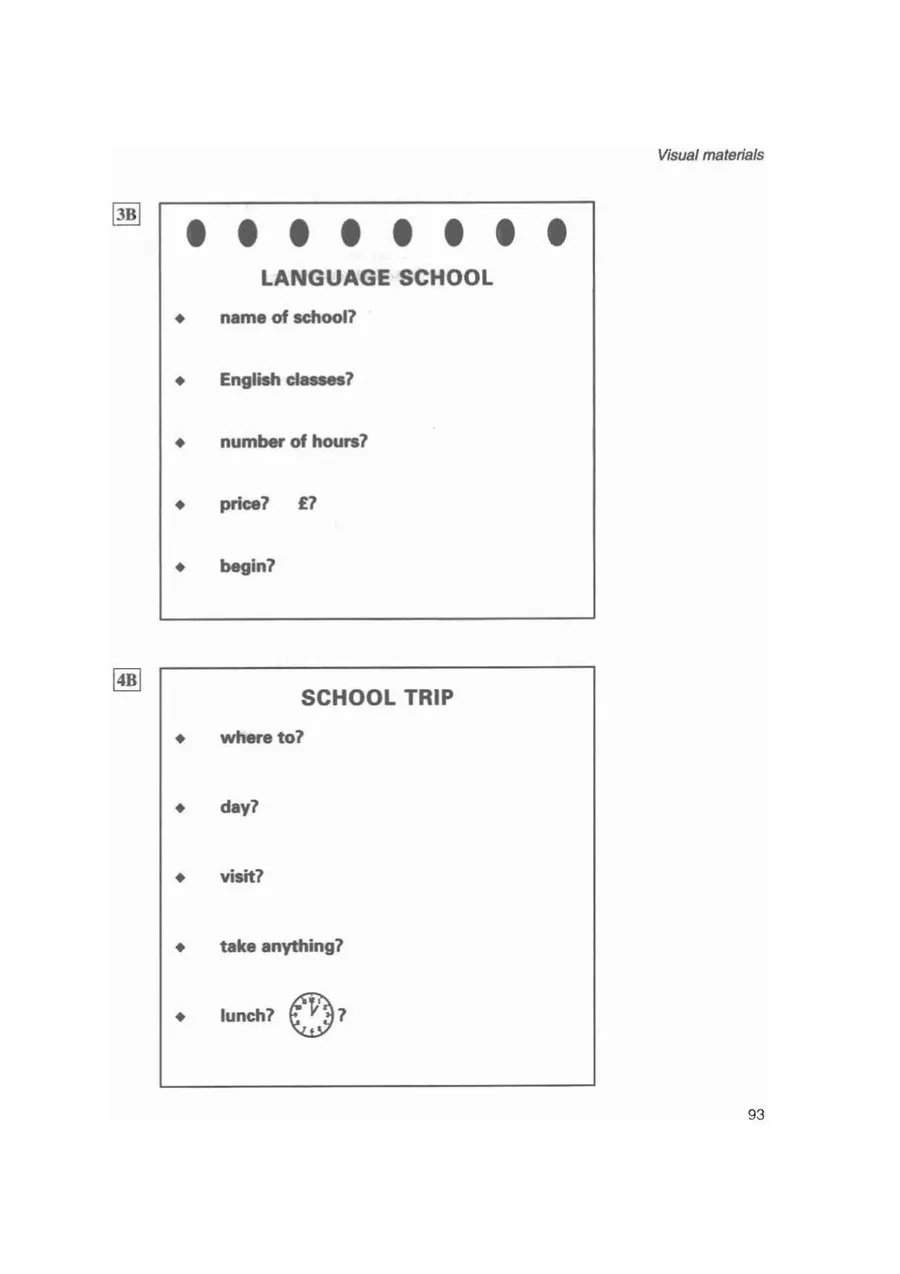 Visual materials
3B
LANGUAGE SCHOOL
♦ name of school?
♦ English classes?
♦ number of hours?
♦ price? £?
♦ begin?
4B
SCHOOL TRIP
♦ where to?
♦ day?
♦ visit?
♦ take anything?
♦ lunch? ?
93